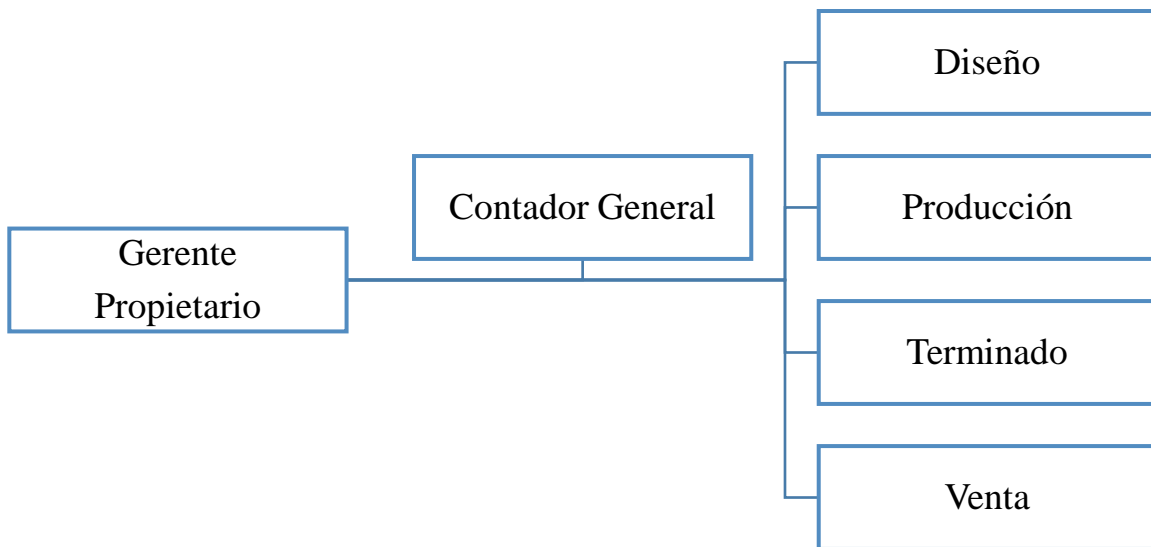 Gerente
Propietario
Contador General
Diseño
Producción
Terminado
Venta